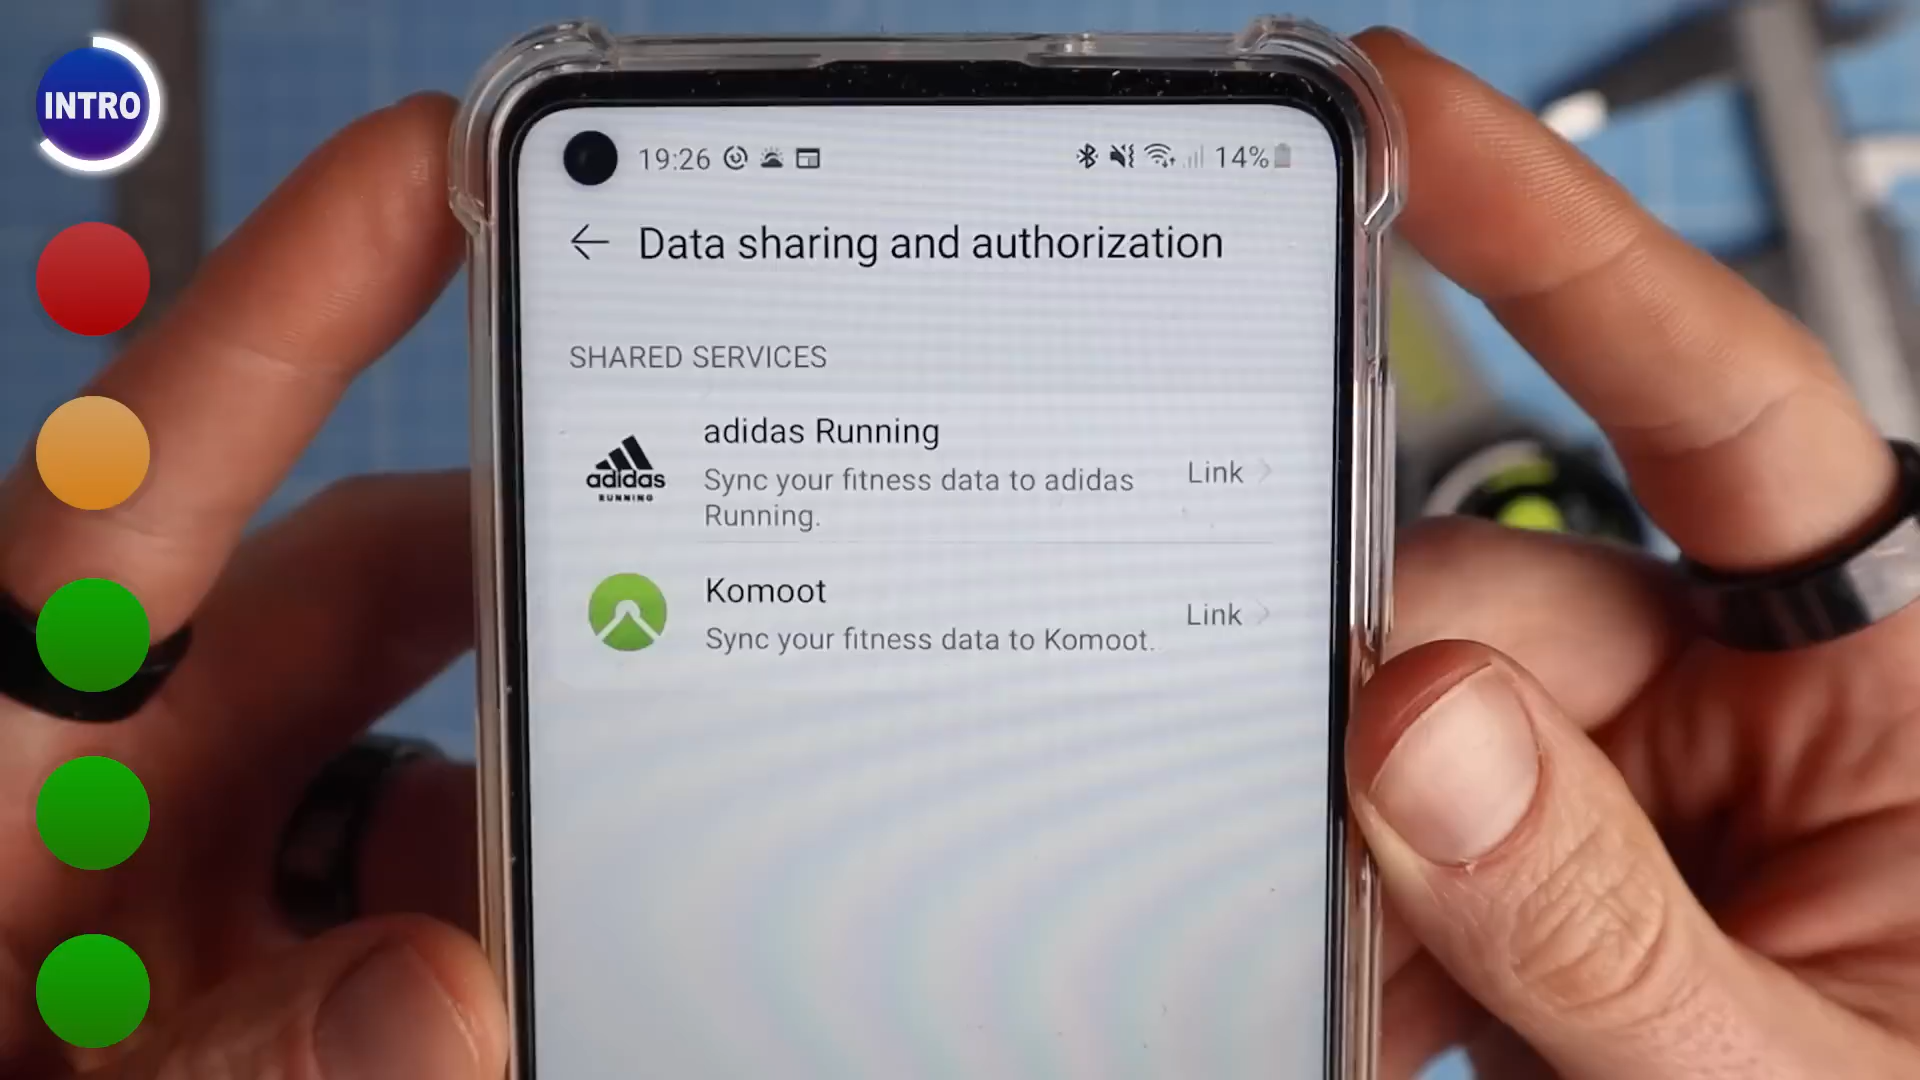 INTRO
19:26
14%
Data sharing and authorization
SHARED SERVICES
adidas Running
adidas
RUNNING
Sync your fitness data to adidas
Running.
Link
Komoot
Sync your fitness data to Komoot.
Link